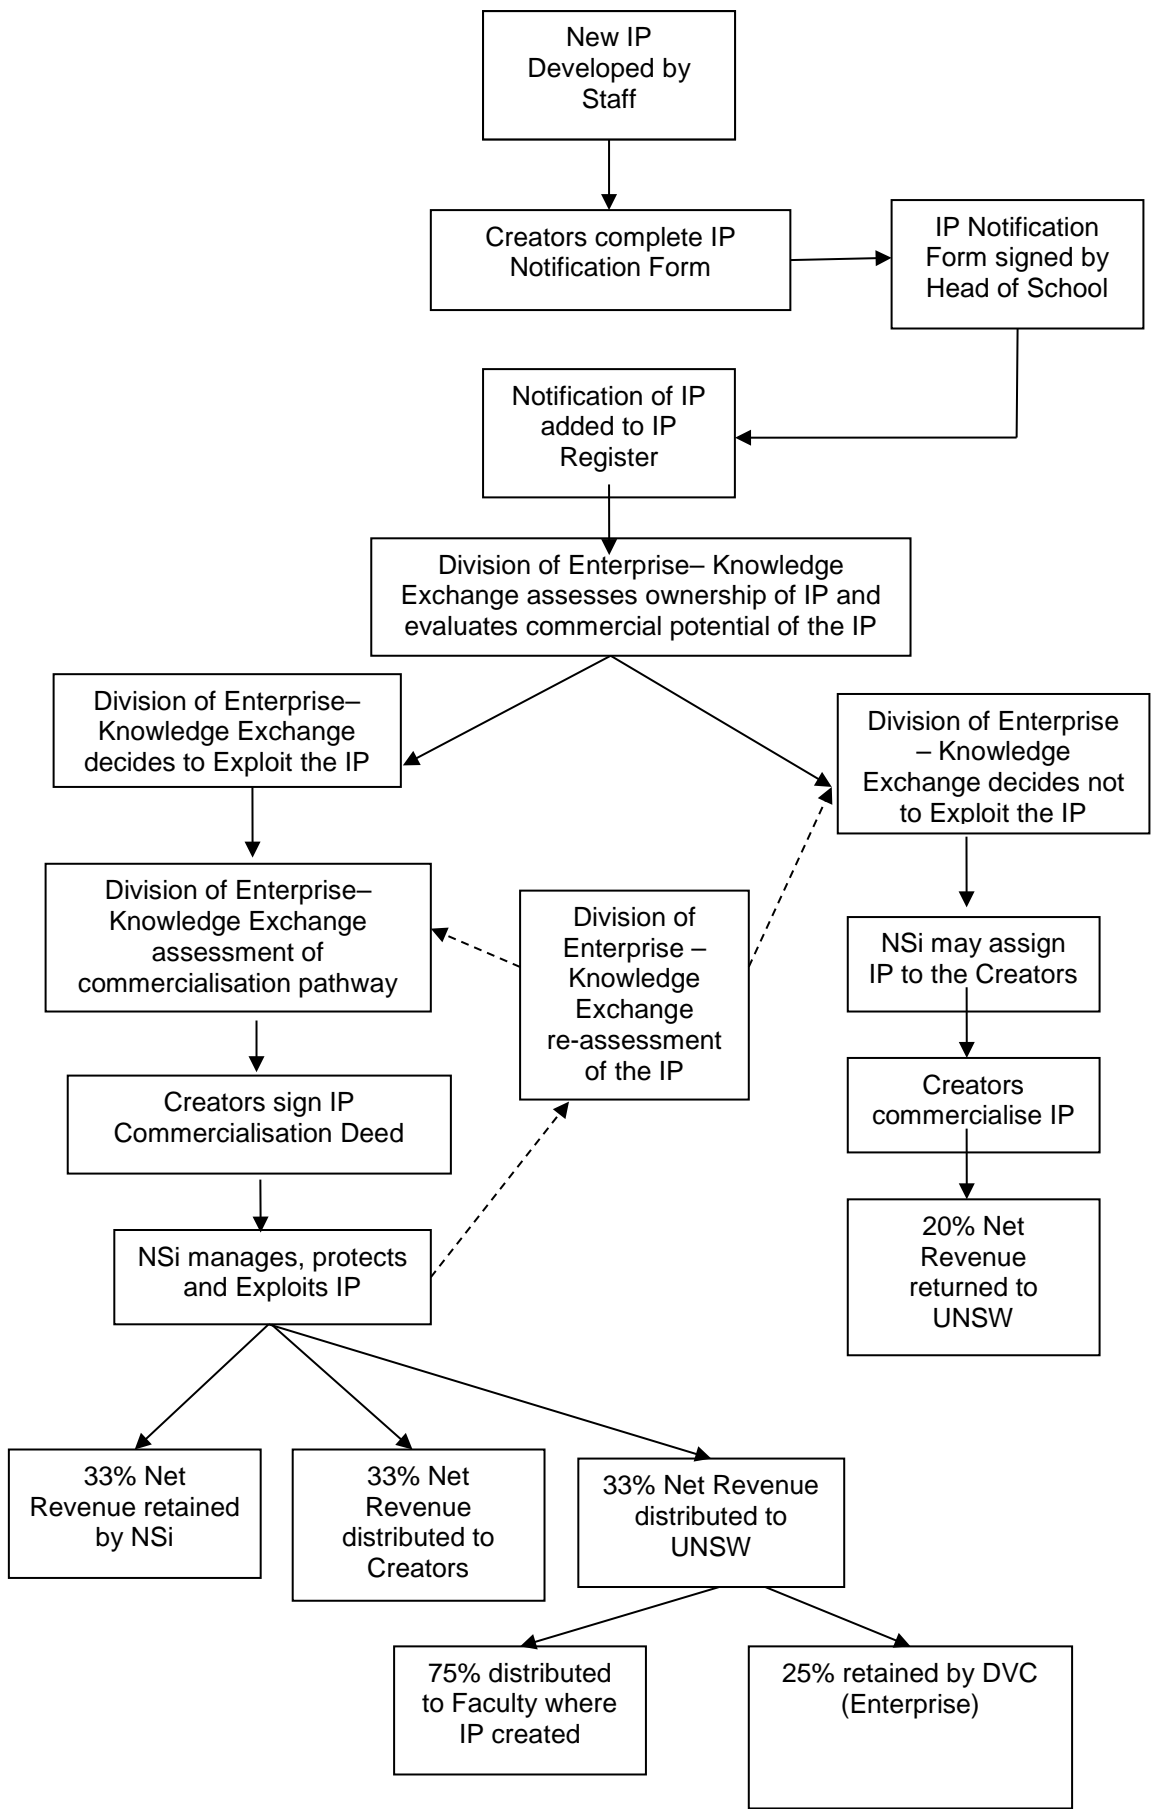 New IP
Developed by
Staff
Creators complete IP
Notification Form
IP Notification
Form signed by
Head of School
Notification of IP
added to IP
Register
Division of Enterprise– Knowledge
Exchange assesses ownership of IP and
evaluates commercial potential of the IP
Division of Enterprise–
Knowledge Exchange
decides to Exploit the IP
Division of Enterprise
– Knowledge
Exchange decides not
to Exploit the IP
Division of Enterprise–
Knowledge Exchange
assessment of
commercialisation pathway
Division of
Enterprise –
Knowledge
Exchange
re-assessment
of the IP
NSi may assign
IP to the Creators
Creators sign IP
Commercialisation Deed
Creators
commercialise IP
NSi manages, protects
and Exploits IP
20% Net
Revenue
returned to
UNSW
33% Net
Revenue retained
by NSi
33% Net
Revenue
distributed to
Creators
33% Net Revenue
distributed to
UNSW
75% distributed
to Faculty where
IP created
25% retained by DVC
(Enterprise)